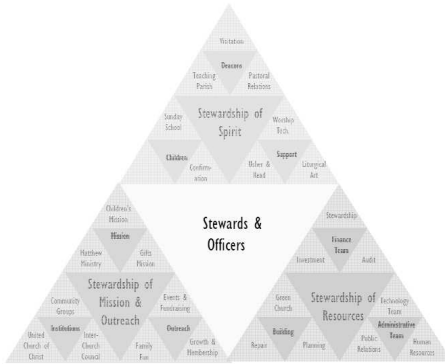 Visitation
Deacons
Teaching
Parish
Pastoral
Relations
Stewardship of
Spirit
Sunday
School
Worship
Tech.
Children
Confirm-
ation
Usher &
Head
Support
Liturgical
Art
Stewards &
Officers
Children's
Mission
Mission
Matthew
Ministry
Gifts
Mission
Stewardship of
Mission &
Outreach
Community
Groups
Events &
Fundraising
United
Church of
Christ
Institutions
Inter-
Church
Council
Family
Fun
Outreach
Growth &
Membership
Stewardship
Finance
Team
Investment
Audit
Stewardship of
Resources
Green
Church
Technology
Team
Building
Repair
Planning
Public
Relations
Administrative
Team
Human
Resources